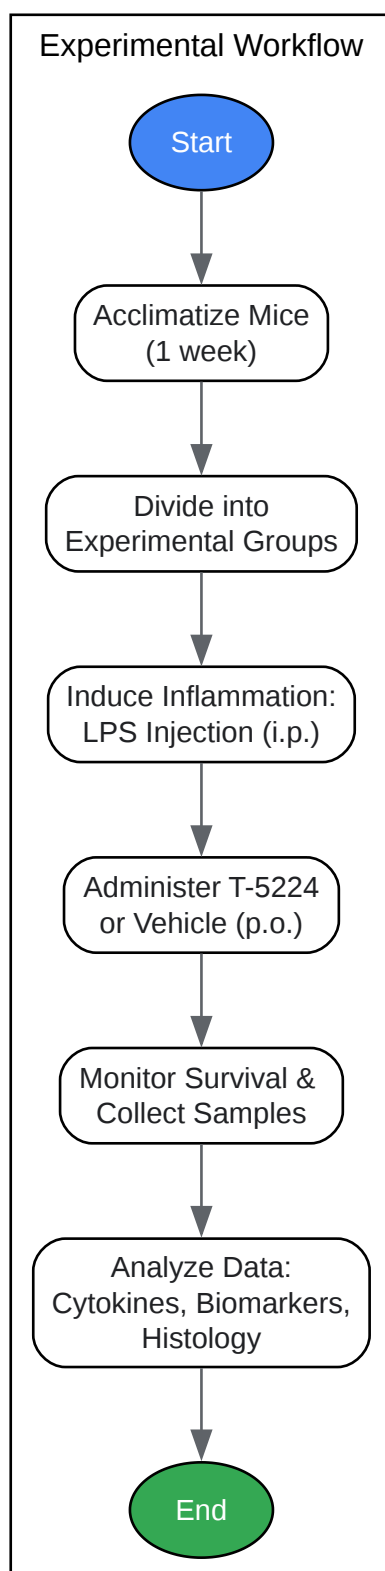 Experimental Workflow
Start
Acclimatize Mice
(1 week)
Divide into
Experimental Groups
Induce Inflammation:
LPS Injection (i.p.)
Administer T-5224
or Vehicle (p.o.)
Monitor Survival &
Collect Samples
Analyze Data:
Cytokines, Biomarkers,
Histology
End